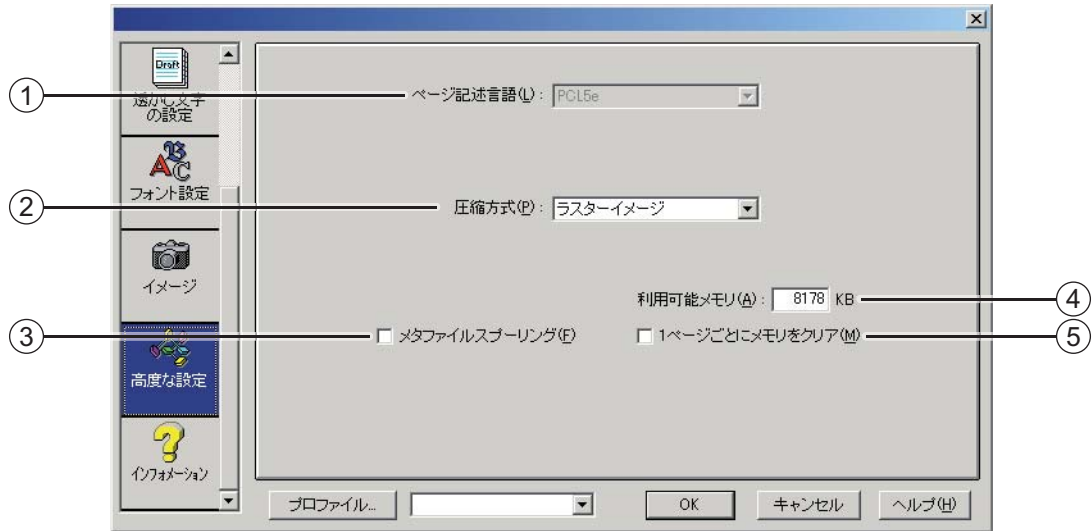 Draft
透かし文字
の設定
フォント設定
イメージ
高度な設定
インフォメーション
① ページ記述言語(L): PCL5e
② 圧縮方式(P): ラスターイメージ
利用可能メモリ(A): 8178 KB ④
③ メタファイルスプーリング(F) 1ページごとにメモリをクリア(M) ⑤
プロファイル... OK キャンセル ヘルプ(H)